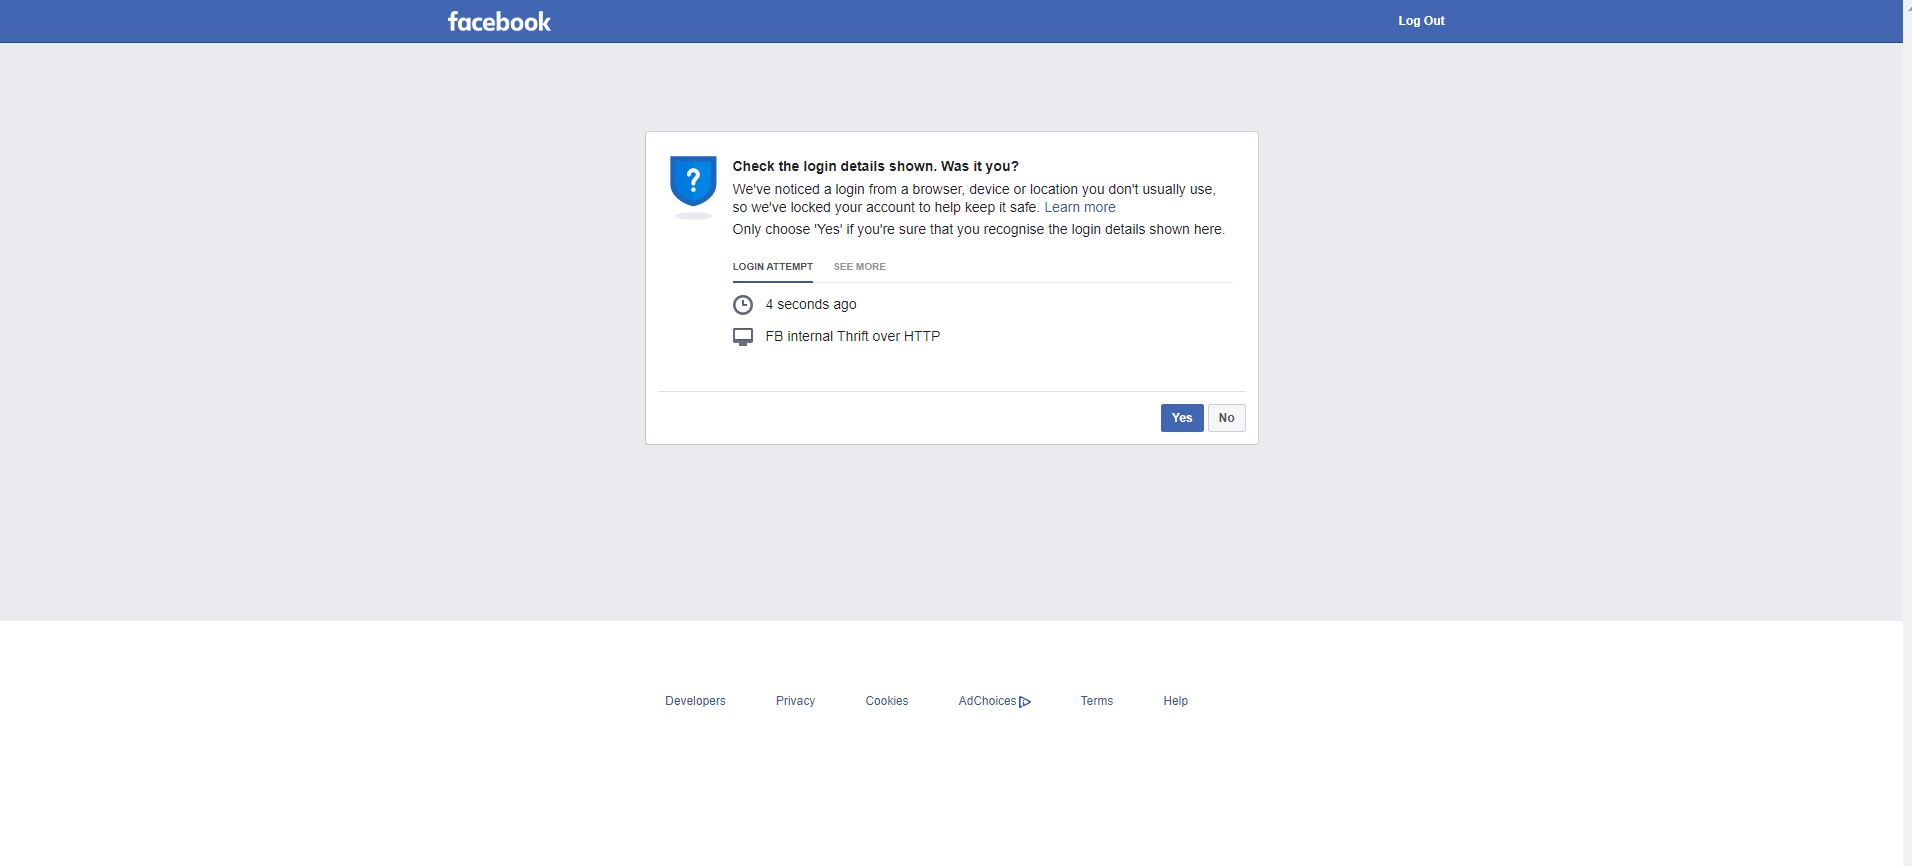 facebook
Log Out
Check the login details shown. Was it you?
We've noticed a login from a browser, device or location you don't usually use,
so we've locked your account to help keep it safe. Learn more
Only choose 'Yes' if you're sure that you recognise the login details shown here.
LOGIN ATTEMPT SEE MORE
4 seconds ago
FB internal Thrift over HTTP
Yes No
Developers Privacy Cookies AdChoices Terms Help